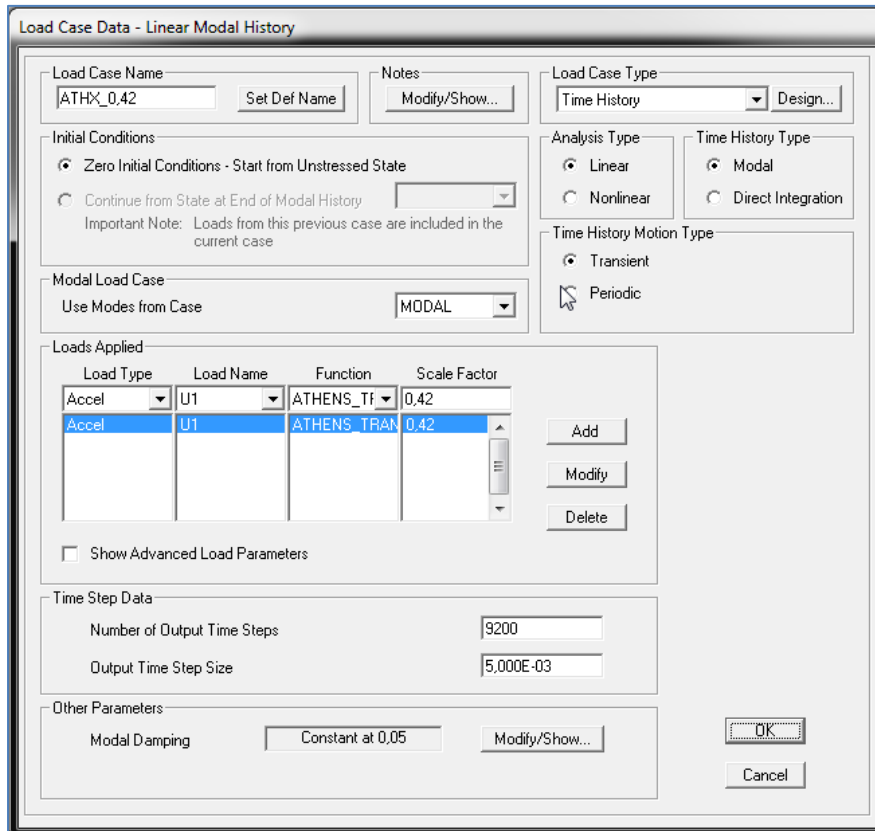 Load Case Data - Linear Modal History
Load Case Name
ATHX_0,42
Set Def Name
Notes
Modify/Show...
Load Case Type
Time History
Design...
Initial Conditions
Zero Initial Conditions - Start from Unstressed State
Continue from State at End of Modal History
Important Note: Loads from this previous case are included in the
current case
Analysis Type
Linear
Nonlinear
Time History Type
Modal
Direct Integration
Time History Motion Type
Transient
Periodic
Modal Load Case
Use Modes from Case
MODAL
Loads Applied
Load Type Load Name Function Scale Factor
Accel U1 ATHENS_TF 0,42
Accel U1 ATHENS_TRAN 0,42
Add
Modify
Delete
Show Advanced Load Parameters
Time Step Data
Number of Output Time Steps 9200
Output Time Step Size 5,000E-03
Other Parameters
Modal Damping Constant at 0,05 Modify/Show...
OK
Cancel